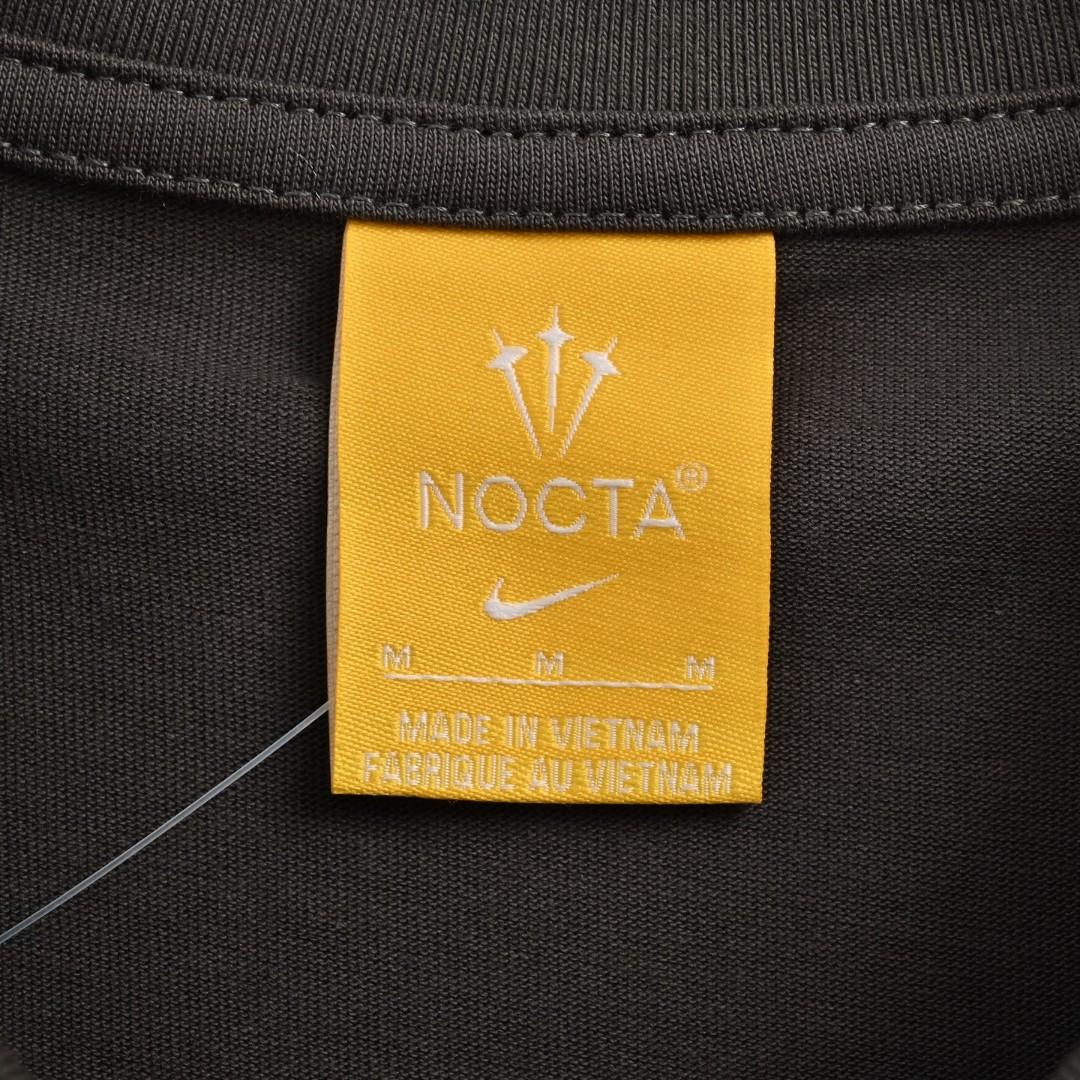 NOCTA®
M M M
MADE IN VIETNAM
FABRIQUE AU VIETNAM